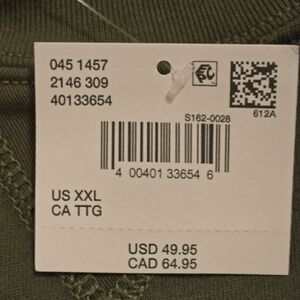 045 1457
2146 309
40133654
612A
S162-0028
4 00401 33654 6
US XXL
CA TTG
USD 49.95
CAD 64.95